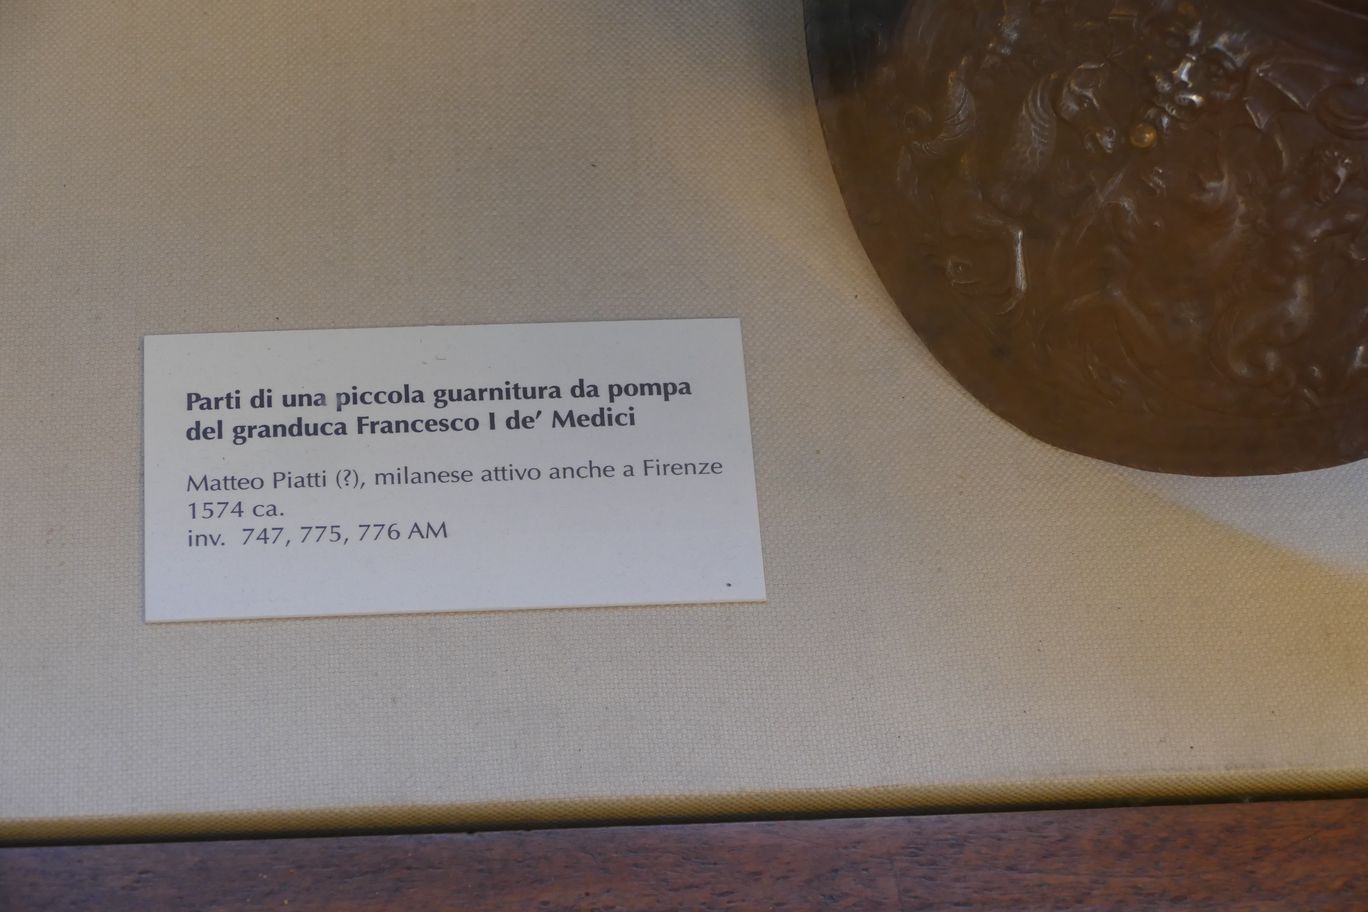 Parti di una piccola guarnitura da pompa
del granduca Francesco I de’ Medici
Matteo Piatti (?), milanese attivo anche a Firenze
1574 ca.
inv. 747, 775, 776 AM